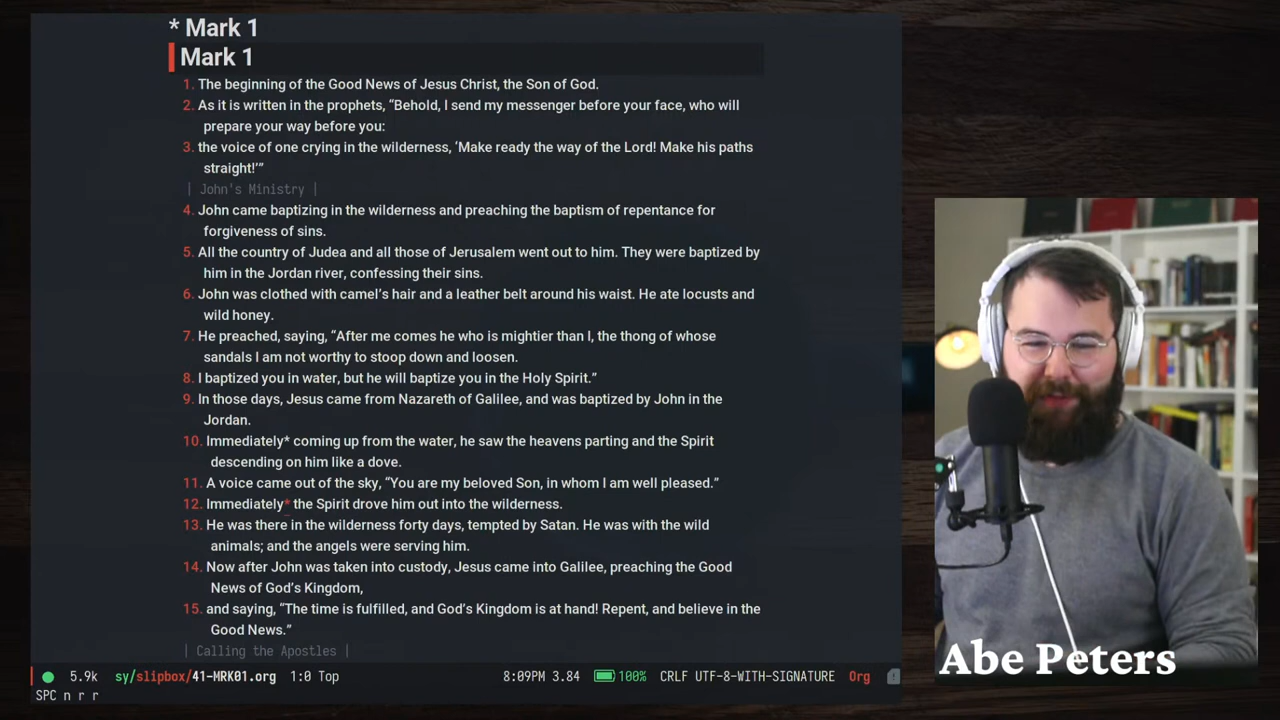 * Mark 1
Mark 1
1. The beginning of the Good News of Jesus Christ, the Son of God.
2. As it is written in the prophets, “Behold, I send my messenger before your face, who will
prepare your way before you:
3. the voice of one crying in the wilderness, ‘Make ready the way of the Lord! Make his paths
straight!’”
| John's Ministry |
4. John came baptizing in the wilderness and preaching the baptism of repentance for
forgiveness of sins.
5. All the country of Judea and all those of Jerusalem went out to him. They were baptized by
him in the Jordan river, confessing their sins.
6. John was clothed with camel’s hair and a leather belt around his waist. He ate locusts and
wild honey.
7. He preached, saying, “After me comes he who is mightier than I, the thong of whose
sandals I am not worthy to stoop down and loosen.
8. I baptized you in water, but he will baptize you in the Holy Spirit.”
9. In those days, Jesus came from Nazareth of Galilee, and was baptized by John in the
Jordan.
10. Immediately* coming up from the water, he saw the heavens parting and the Spirit
descending on him like a dove.
11. A voice came out of the sky, “You are my beloved Son, in whom I am well pleased.”
12. Immediately* the Spirit drove him out into the wilderness.
13. He was there in the wilderness forty days, tempted by Satan. He was with the wild
animals; and the angels were serving him.
14. Now after John was taken into custody, Jesus came into Galilee, preaching the Good
News of God’s Kingdom,
15. and saying, “The time is fulfilled, and God’s Kingdom is at hand! Repent, and believe in the
Good News.”
| Calling the Apostles |
5.9k sy/slipbox/41-MRK01.org 1:0 Top 8:09PM 3.84 100% CRLF UTF-8-WITH-SIGNATURE Org
SPC n r r
Abe Peters